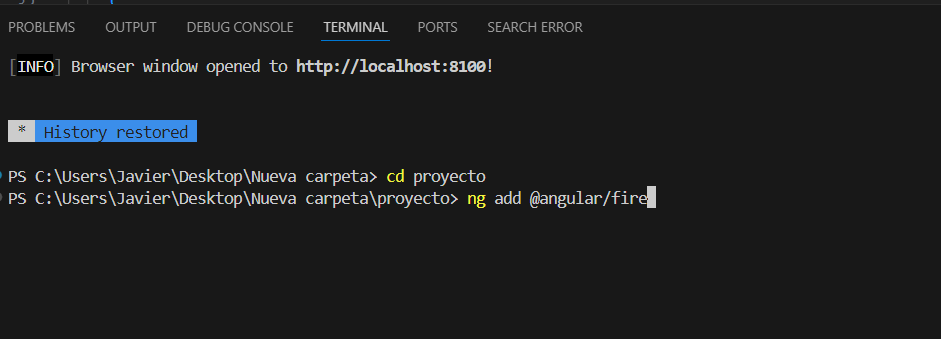 PROBLEMS OUTPUT DEBUG CONSOLE TERMINAL PORTS SEARCH ERROR
[INFO] Browser window opened to http://localhost:8100!
* History restored
PS C:\Users\Javier\Desktop\Nueva carpeta> cd proyecto
PS C:\Users\Javier\Desktop\Nueva carpeta\proyecto> ng add @angular/fire